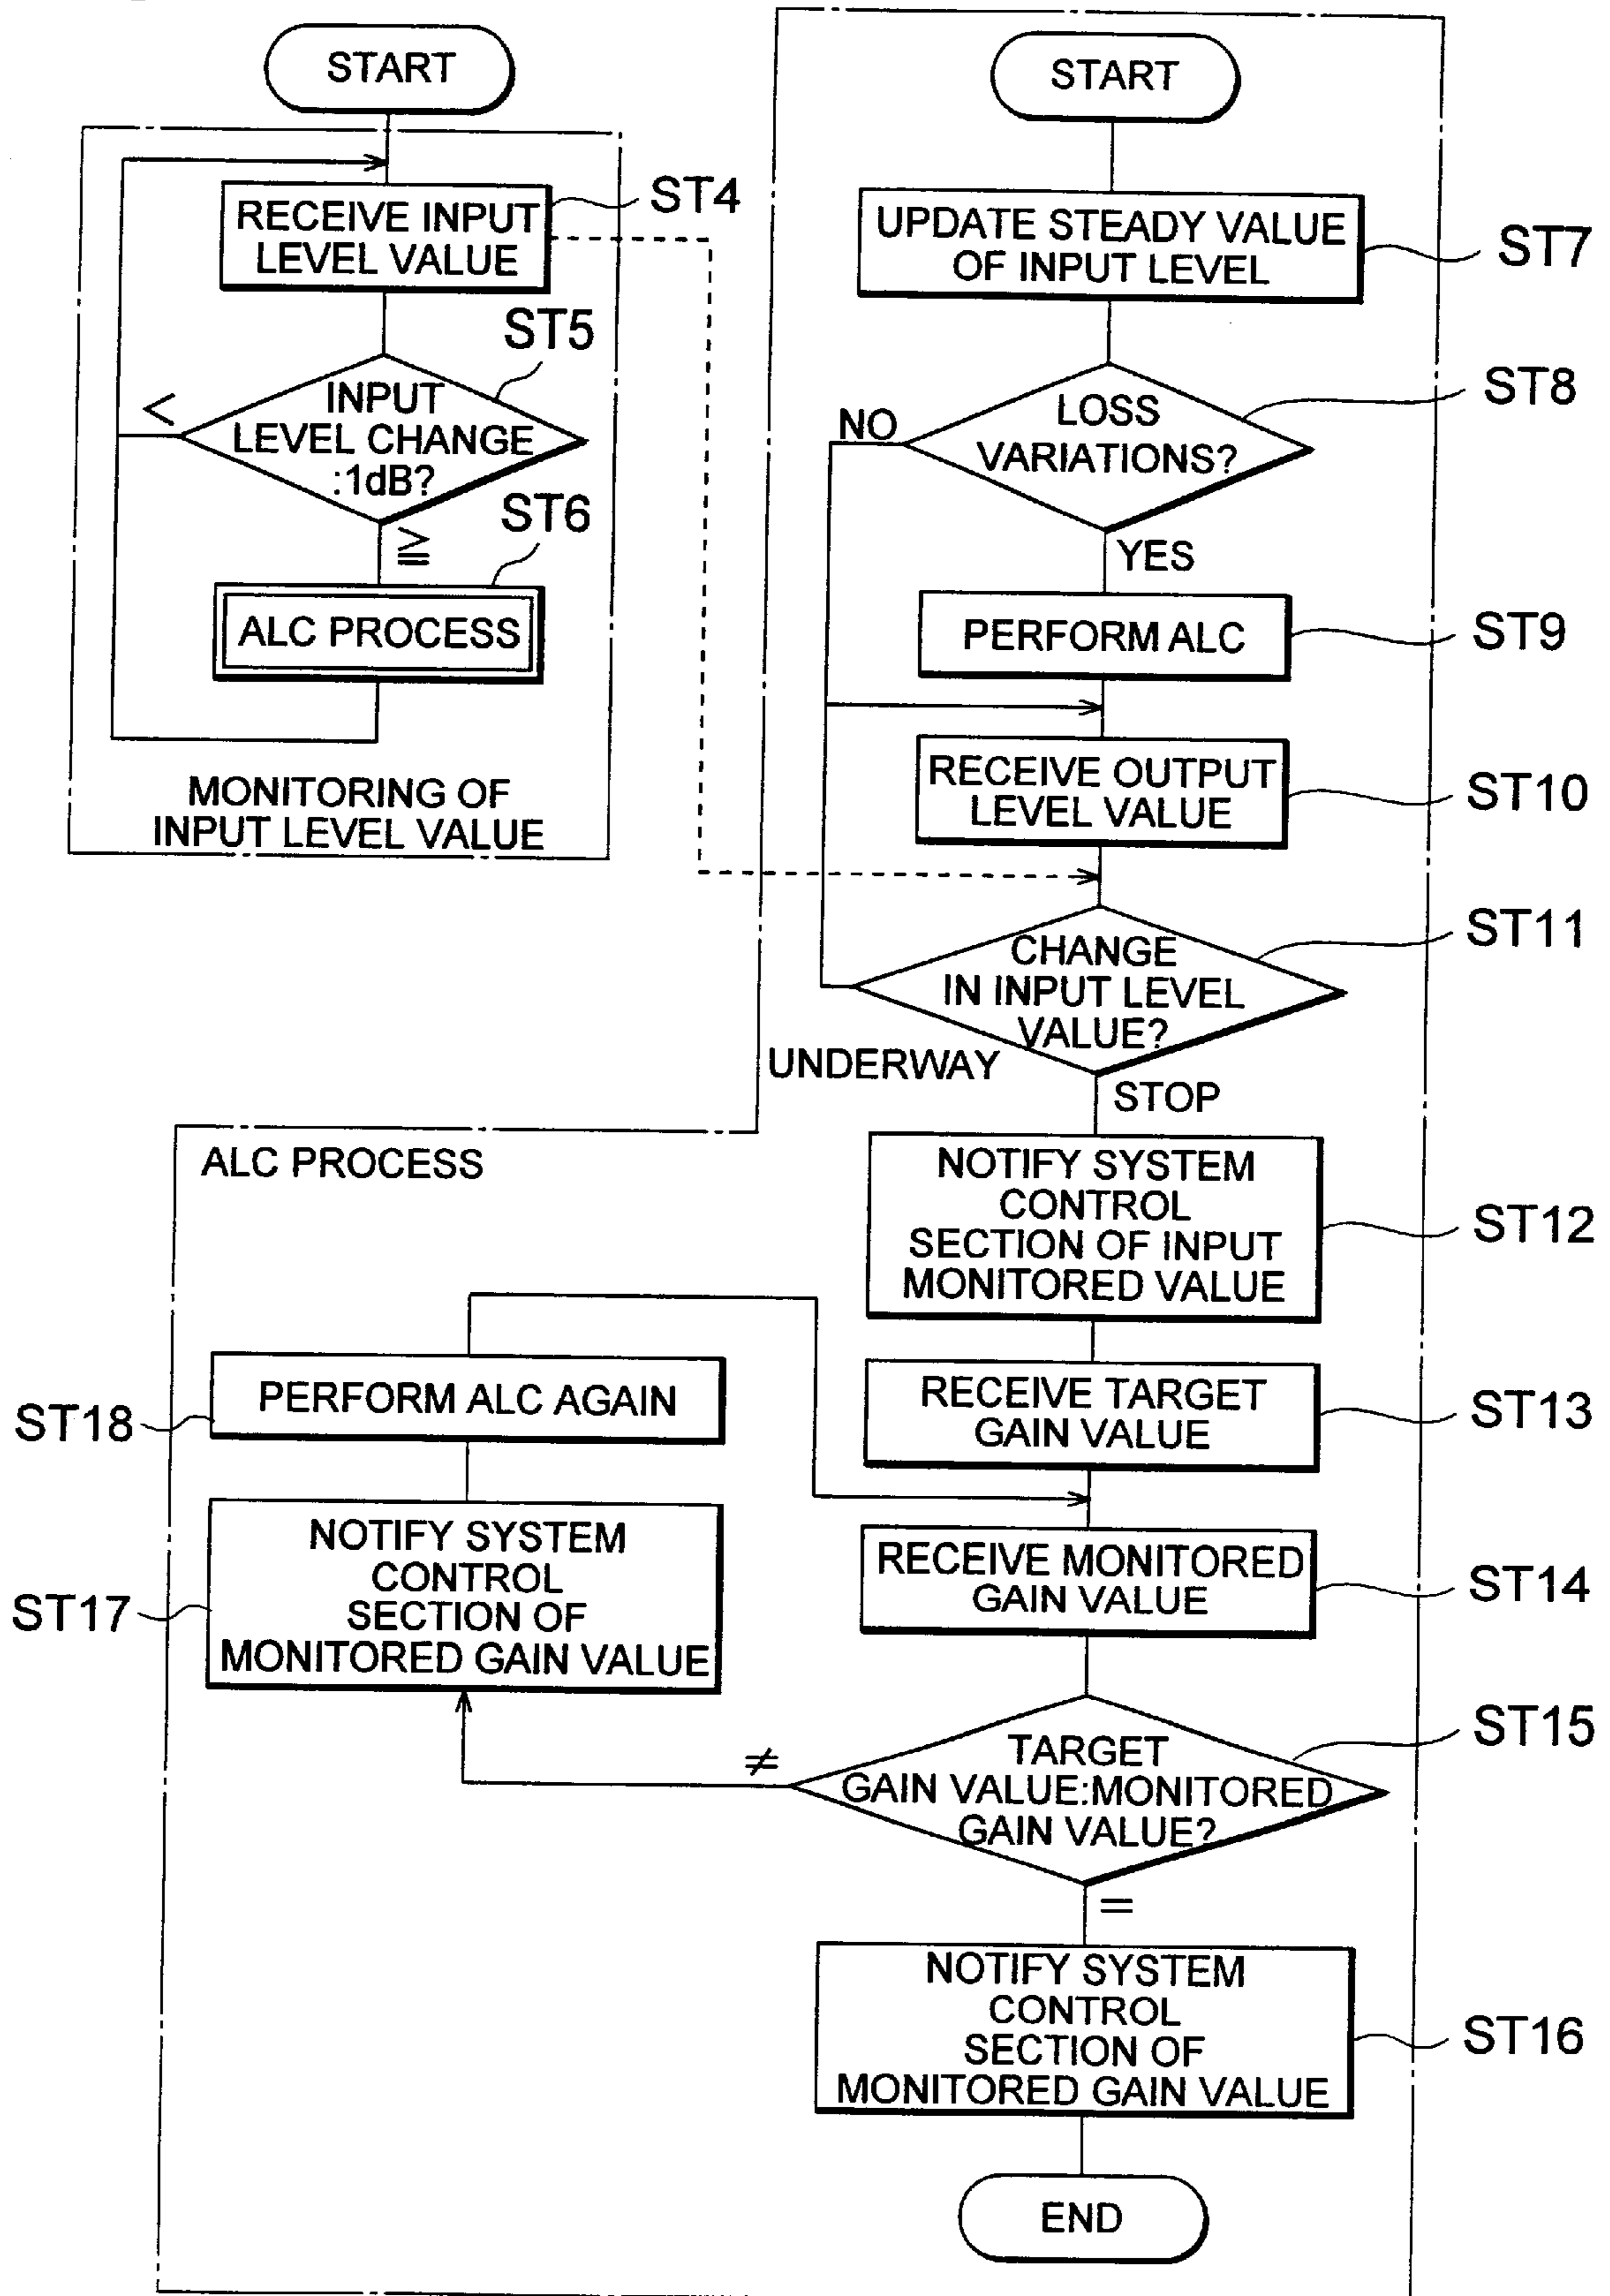 START
RECEIVE INPUT
LEVEL VALUE
ST4
INPUT
LEVEL CHANGE
:1dB?
ST5
<
≧
ALC PROCESS
ST6
MONITORING OF
INPUT LEVEL VALUE
START
UPDATE STEADY VALUE
OF INPUT LEVEL
ST7
LOSS
VARIATIONS?
ST8
NO
YES
PERFORM ALC
ST9
RECEIVE OUTPUT
LEVEL VALUE
ST10
CHANGE
IN INPUT LEVEL
VALUE?
ST11
UNDERWAY
STOP
ALC PROCESS
NOTIFY SYSTEM
CONTROL
SECTION OF INPUT
MONITORED VALUE
ST12
RECEIVE TARGET
GAIN VALUE
ST13
RECEIVE MONITORED
GAIN VALUE
ST14
TARGET
GAIN VALUE:MONITORED
GAIN VALUE?
ST15
≠
=
NOTIFY SYSTEM
CONTROL
SECTION OF
MONITORED GAIN VALUE
ST16
NOTIFY SYSTEM
CONTROL
SECTION OF
MONITORED GAIN VALUE
ST17
PERFORM ALC AGAIN
ST18
END